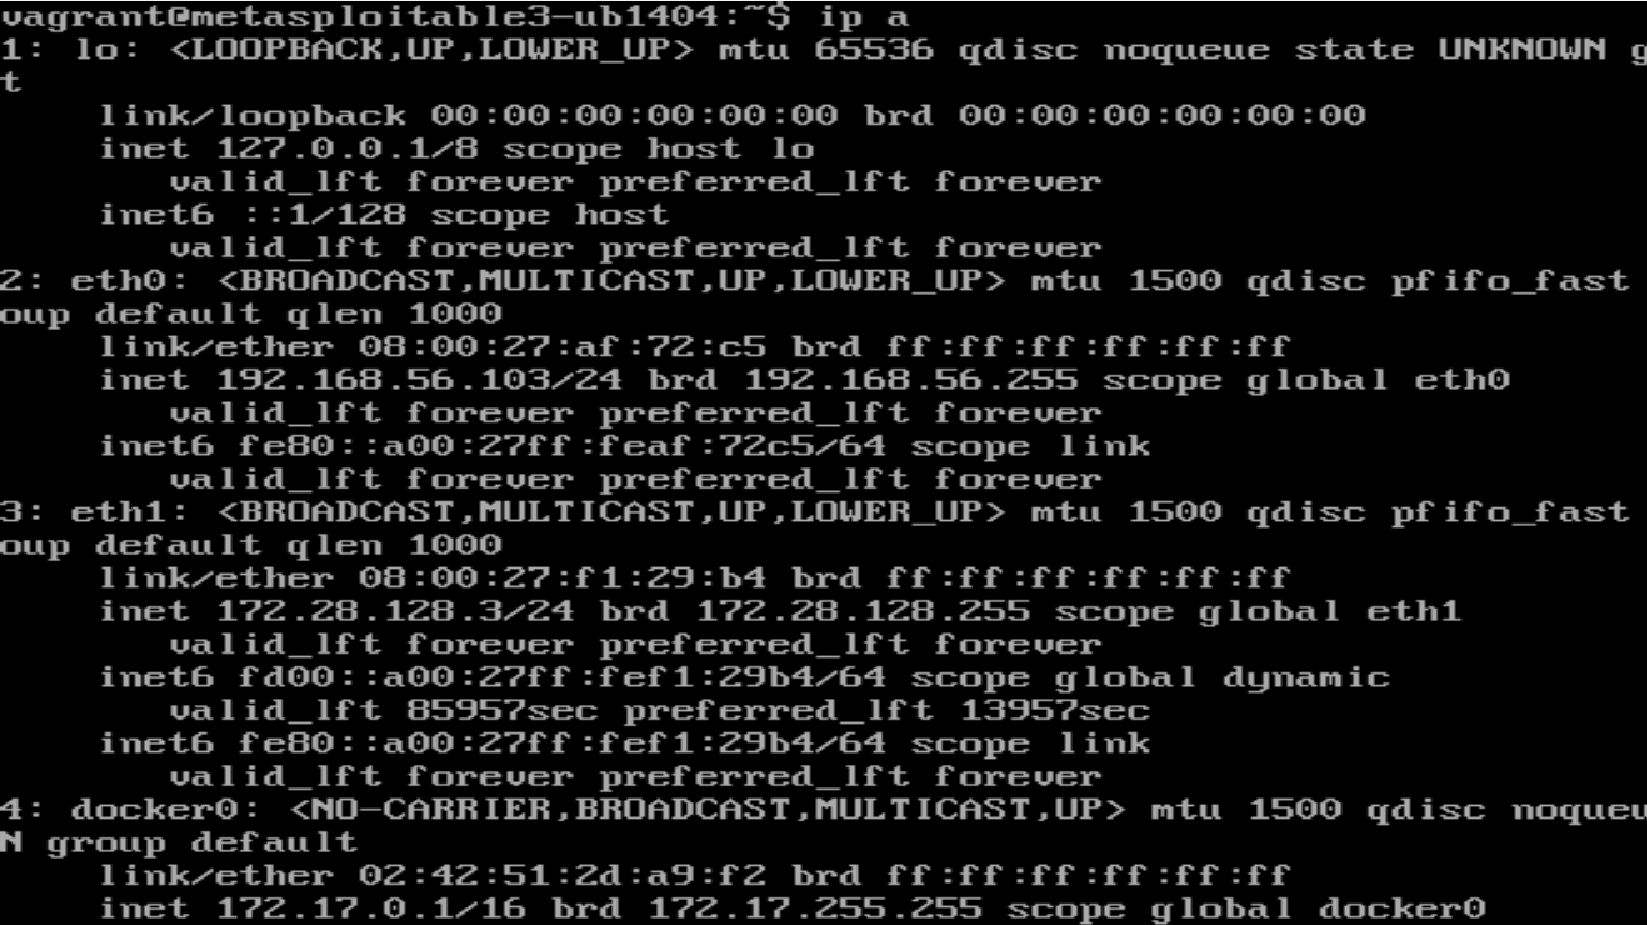 vagrant@metasploitable3-ub1404:~$ ip a
1: lo: <LOOPBACK,UP,LOWER_UP> mtu 65536 qdisc noqueue state UNKNOWN g
t
link/loopback 00:00:00:00:00:00 brd 00:00:00:00:00:00
inet 127.0.0.1/8 scope host lo
valid_lft forever preferred_lft forever
inet6 ::1/128 scope host
valid_lft forever preferred_lft forever
2: eth0: <BROADCAST,MULTICAST,UP,LOWER_UP> mtu 1500 qdisc pfifo_fast
oup default qlen 1000
link/ether 08:00:27:af:72:c5 brd ff:ff:ff:ff:ff:ff
inet 192.168.56.103/24 brd 192.168.56.255 scope global eth0
valid_lft forever preferred_lft forever
inet6 fe80::a00:27ff:feaf:72c5/64 scope link
valid_lft forever preferred_lft forever
3: eth1: <BROADCAST,MULTICAST,UP,LOWER_UP> mtu 1500 qdisc pfifo_fast
oup default qlen 1000
link/ether 08:00:27:f1:29:b4 brd ff:ff:ff:ff:ff:ff
inet 172.28.128.3/24 brd 172.28.128.255 scope global eth1
valid_lft forever preferred_lft forever
inet6 fd00::a00:27ff:fef1:29b4/64 scope global dynamic
valid_lft 85957sec preferred_lft 13957sec
inet6 fe80::a00:27ff:fef1:29b4/64 scope link
valid_lft forever preferred_lft forever
4: docker0: <NO-CARRIER,BROADCAST,MULTICAST,UP> mtu 1500 qdisc noqueu
N group default
link/ether 02:42:51:2d:a9:f2 brd ff:ff:ff:ff:ff:ff
inet 172.17.0.1/16 brd 172.17.255.255 scope global docker0